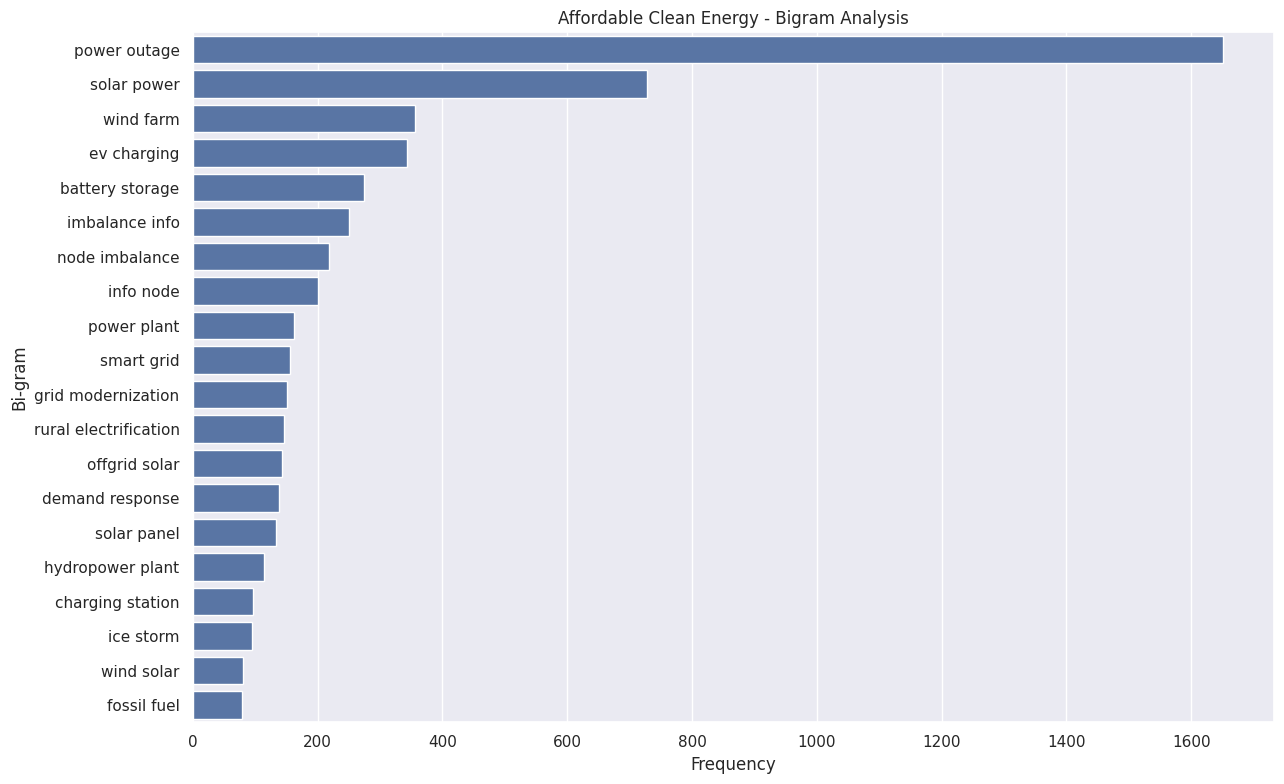 Affordable Clean Energy - Bigram Analysis
power outage
solar power
wind farm
ev charging
battery storage
imbalance info
node imbalance
info node
power plant
smart grid
grid modernization
rural electrification
offgrid solar
demand response
solar panel
hydropower plant
charging station
ice storm
wind solar
fossil fuel
Bi-gram
0 200 400 600 800 1000 1200 1400 1600
Frequency